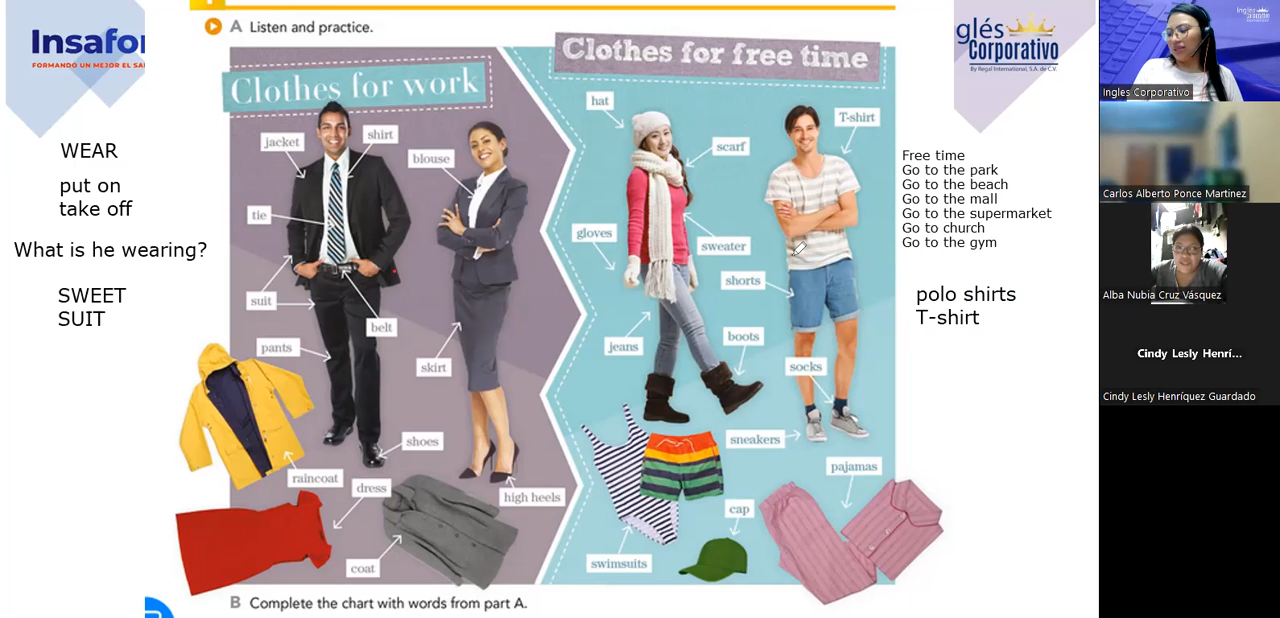 Insafor
FORMANDO UN MEJOR EL SA
A Listen and practice.
glés
Corporativo
By Regal International, S.A. de C.V.
WEAR
put on
take off
What is he wearing?
SWEET
SUIT
Clothes for work
jacket
shirt
blouse
tie
suit
belt
pants
skirt
shoes
raincoat
dress
high heels
coat
Clothes for free time
hat
T-shirt
scarf
gloves
sweater
shorts
jeans
boots
socks
sneakers
pajamas
cap
swimsuits
B Complete the chart with words from part A.
Free time
Go to the park
Go to the beach
Go to the mall
Go to the supermarket
Go to church
Go to the gym
polo shirts
T-shirt
Ingles Corporativo
Carlos Alberto Ponce Martinez
Alba Nubia Cruz Vásquez
Cindy Lesly Henrí...
Cindy Lesly Henríquez Guardado